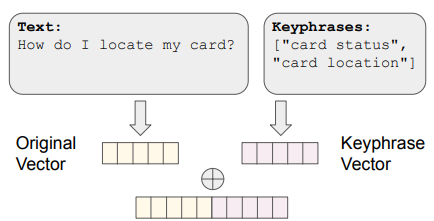 Text:
How do I locate my card?
Keyphrases:
["card status",
"card location"]
Original
Vector
Keyphrase
Vector